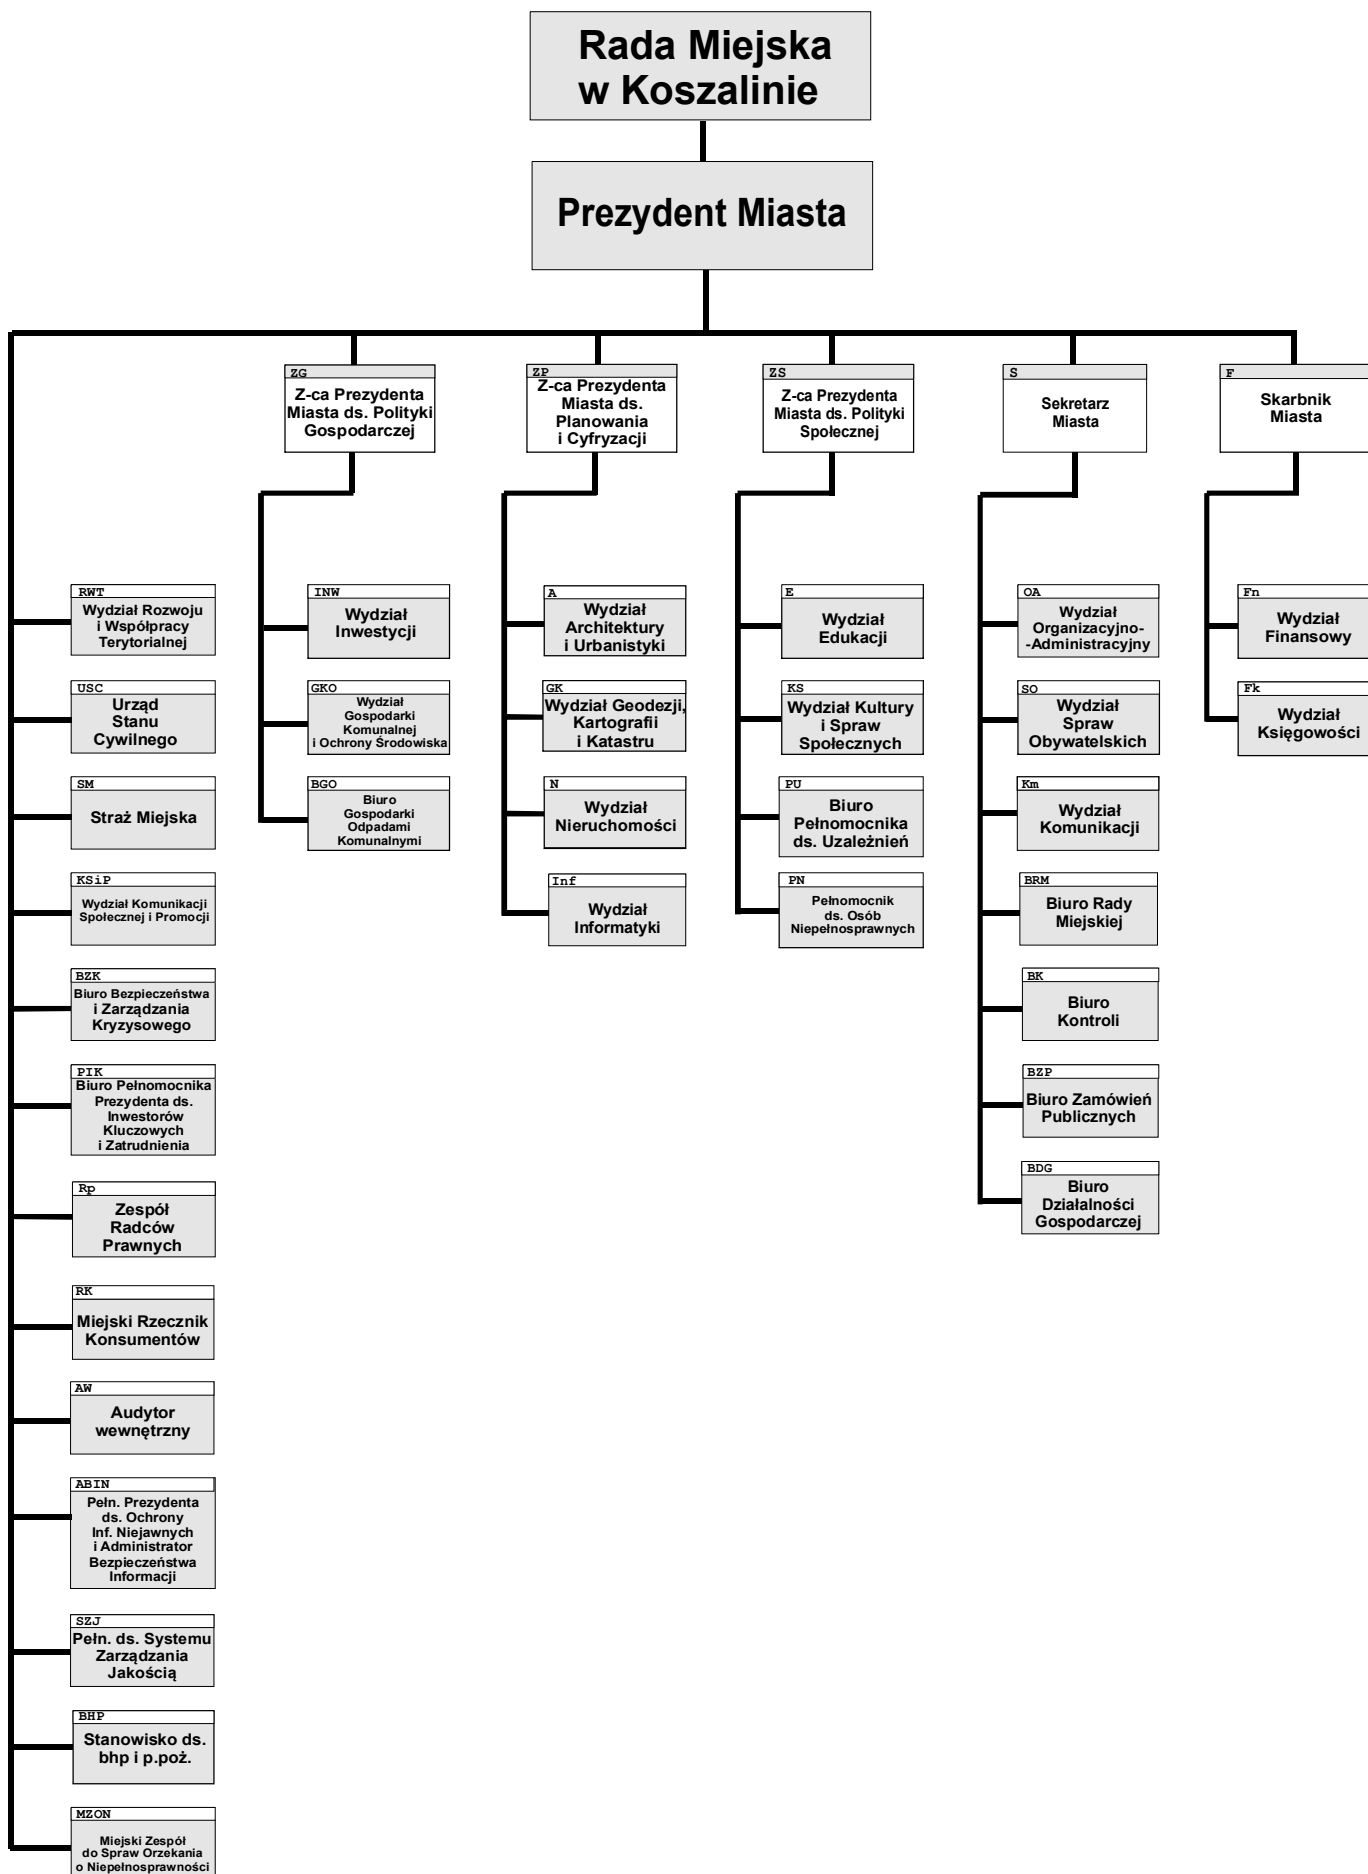 Rada Miejska
w Koszalinie
Prezydent Miasta
ZG
Z-ca Prezydenta
Miasta ds. Polityki
Gospodarczej
ZP
Z-ca Prezydenta
Miasta ds.
Planowania
i Cyfryzacji
ZS
Z-ca Prezydenta
Miasta ds. Polityki
Społecznej
S
Sekretarz
Miasta
F
Skarbnik
Miasta
RWT
Wydział Rozwoju
i Współpracy
Terytorialnej
USC
Urząd
Stanu
Cywilnego
SM
Straż Miejska
KSiP
Wydział Komunikacji
Społecznej i Promocji
BZK
Biuro Bezpieczeństwa
i Zarządzania
Kryzysowego
PIK
Biuro Pełnomocnika
Prezydenta ds.
Inwestorów
Kluczowych
i Zatrudnienia
Rp
Zespół
Radców
Prawnych
RK
Miejski Rzecznik
Konsumentów
AW
Audytor
wewnętrzny
ABIN
Pełn. Prezydenta
ds. Ochrony
Inf. Niejawnych
i Administrator
Bezpieczeństwa
Informacji
SZJ
Pełn. ds. Systemu
Zarządzania
Jakością
BHP
Stanowisko ds.
bhp i p.poż.
MZON
Miejski Zespół
do Spraw Orzekania
o Niepełnosprawności
INW
Wydział
Inwestycji
GKO
Wydział
Gospodarki
Komunalnej
i Ochrony Środowiska
BGO
Biuro
Gospodarki
Odpadami
Komunalnymi
A
Wydział
Architektury
i Urbanistyki
GK
Wydział Geodezji,
Kartografii
i Katastru
N
Wydział
Nieruchomości
Inf
Wydział
Informatyki
E
Wydział
Edukacji
KS
Wydział Kultury
i Spraw
Społecznych
PU
Biuro
Pełnomocnika
ds. Uzależnień
PN
Pełnomocnik
ds. Osób
Niepełnosprawnych
OA
Wydział
Organizacyjno-
-Administracyjny
SO
Wydział
Spraw
Obywatelskich
Km
Wydział
Komunikacji
BRM
Biuro Rady
Miejskiej
BK
Biuro
Kontroli
BZP
Biuro Zamówień
Publicznych
BDG
Biuro
Działalności
Gospodarczej
Fn
Wydział
Finansowy
Fk
Wydział
Księgowości